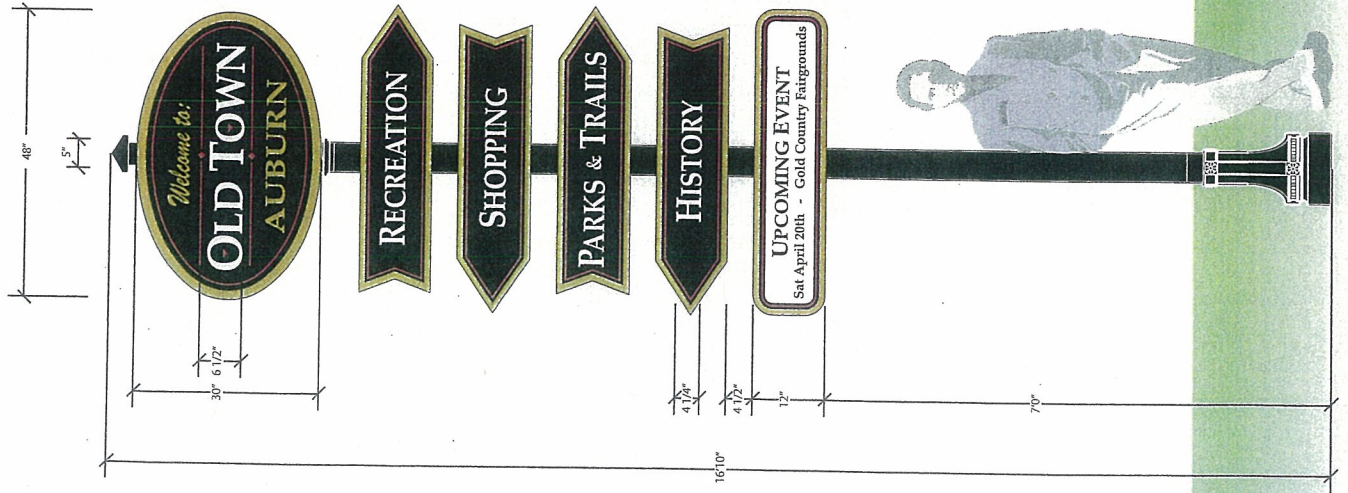 48"
5"
Welcome to:
OLD TOWN
AUBURN
6 1/2"
30"
RECREATION
SHOPPING
PARKS & TRAILS
HISTORY
4 1/4"
4 1/2"
UPCOMING EVENT
Sat April 20th - Gold Country Fairgrounds
12"
7'0"
16'10"